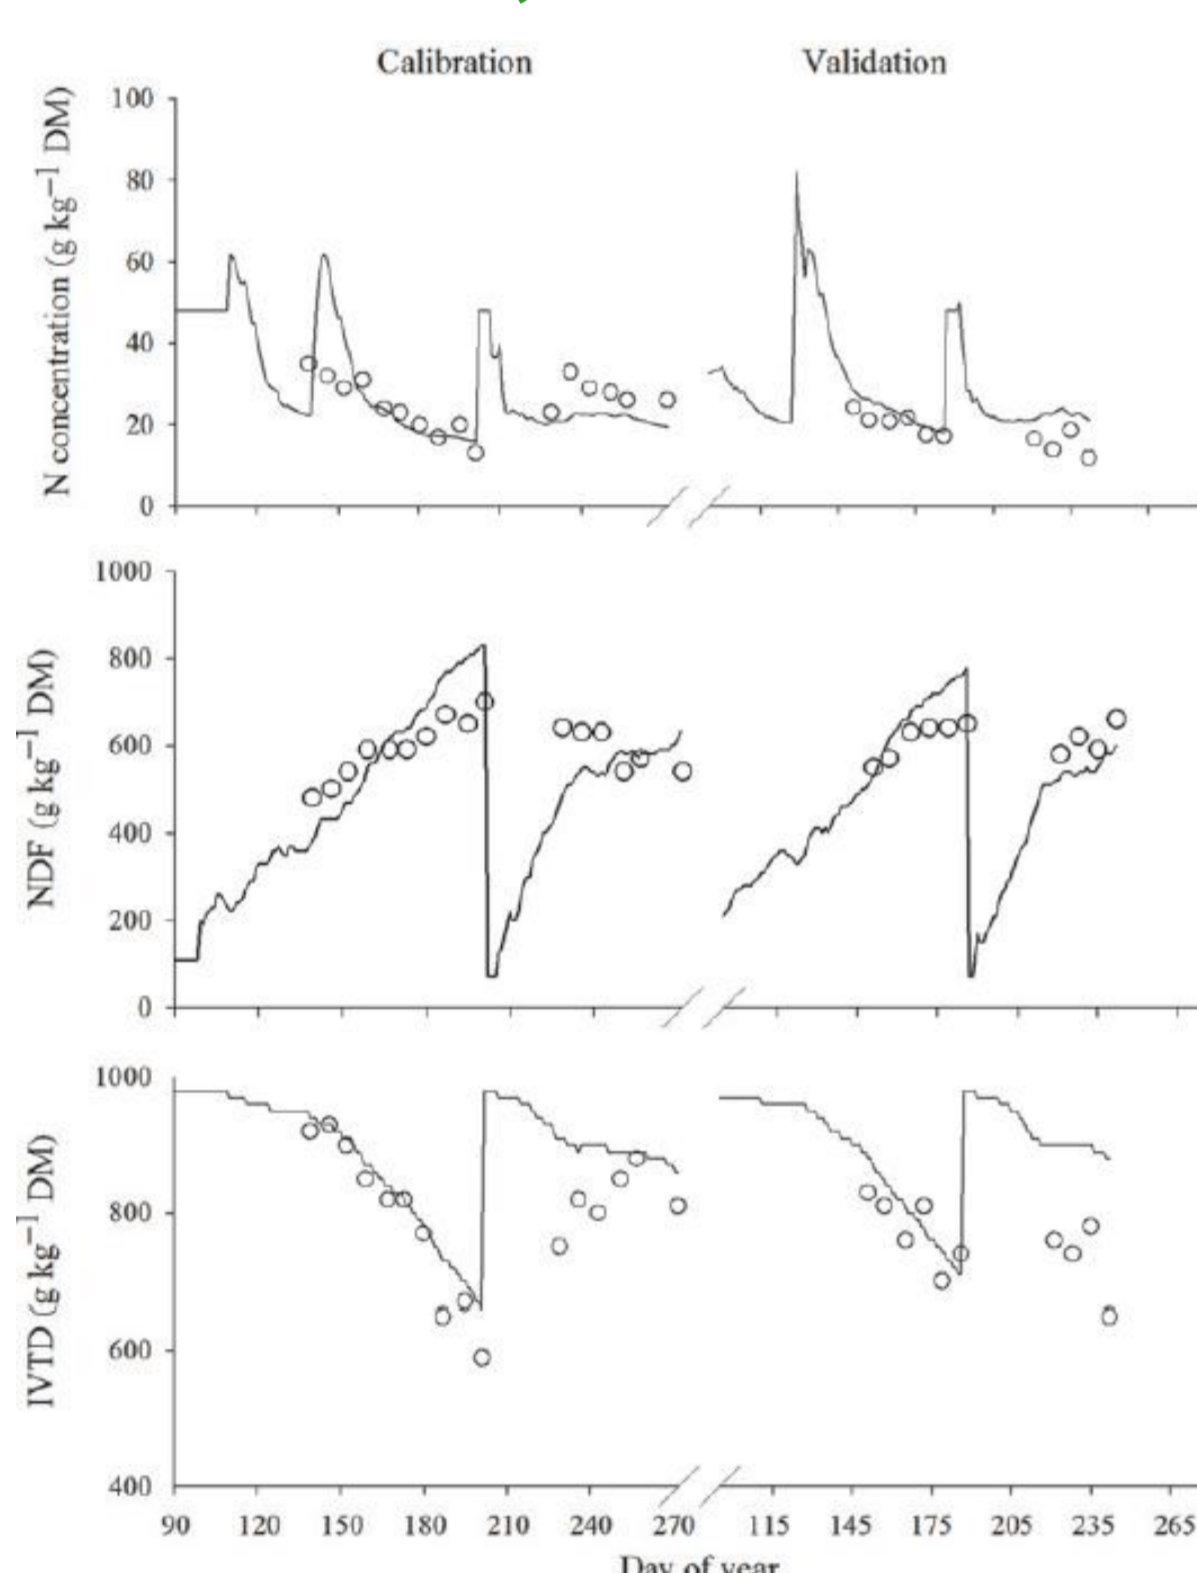 Calibration Validation
N concentration (g kg⁻¹ DM)
100
80
60
40
20
0
NDF (g kg⁻¹ DM)
1000
800
600
400
200
0
IVTD (g kg⁻¹ DM)
1000
800
600
400
90 120 150 180 210 240 270 115 145 175 205 235 265
Day of year